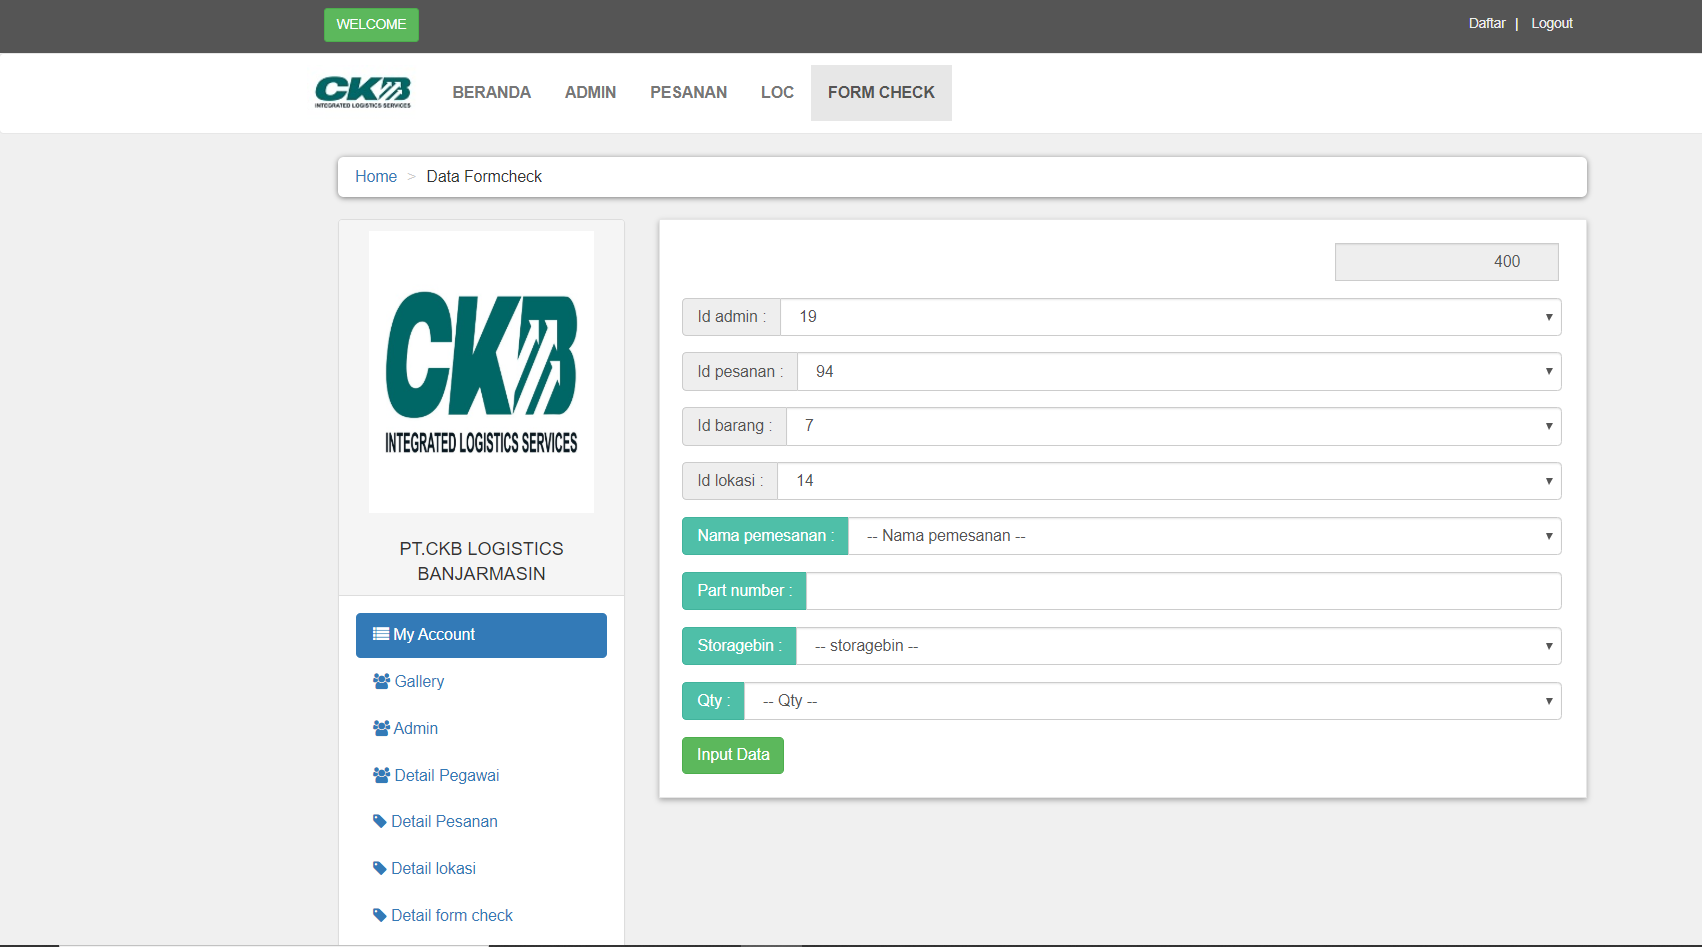 WELCOME
Daftar | Logout
CKB
INTEGRATED LOGISTICS SERVICES
BERANDA ADMIN PESANAN LOC FORM CHECK
Home > Data Formcheck
CKB
INTEGRATED LOGISTICS SERVICES
PT.CKB LOGISTICS
BANJARMASIN
My Account
Gallery
Admin
Detail Pegawai
Detail Pesanan
Detail lokasi
Detail form check
400
Id admin : 19
Id pesanan : 94
Id barang : 7
Id lokasi : 14
Nama pemesanan : -- Nama pemesanan --
Part number :
Storagebin : -- storagebin --
Qty : -- Qty --
Input Data